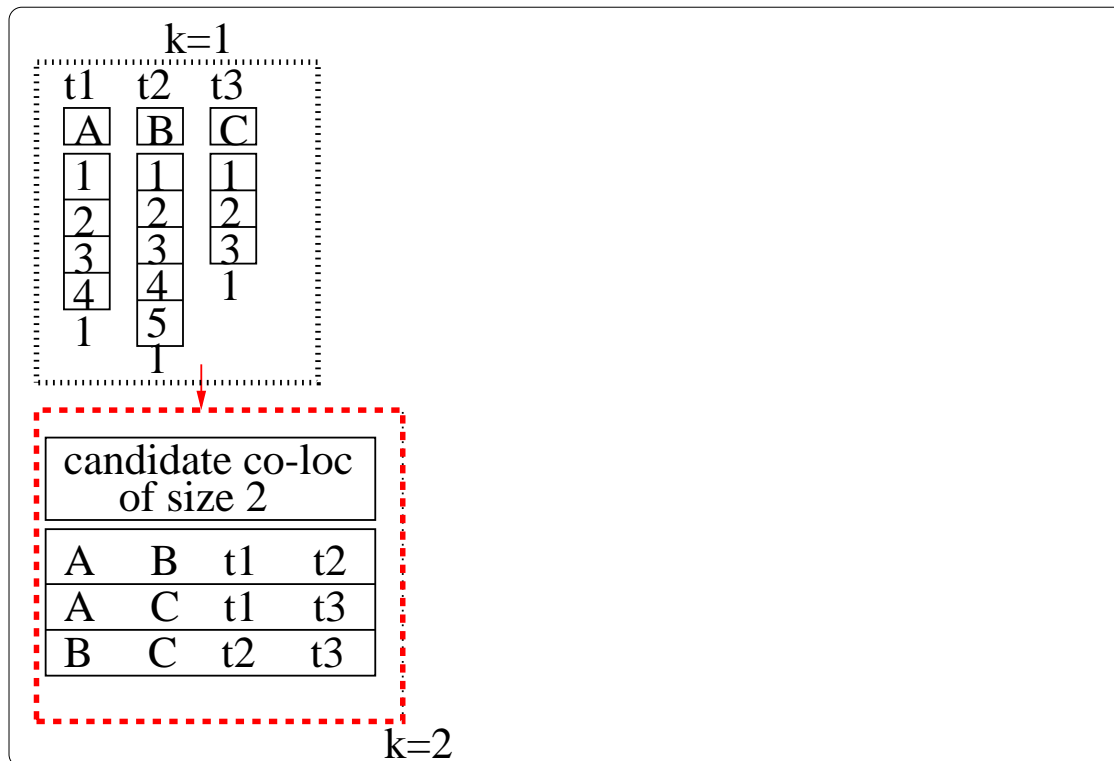 k=1
t1 t2 t3
A B C
1 1 1
2 2 2
3 3 3
4 4 1
1 5
1
candidate co-loc
of size 2
A B t1 t2
A C t1 t3
B C t2 t3
k=2